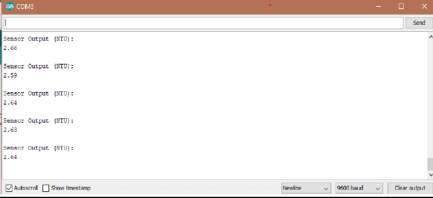 COM3
Send
Sensor Output (NTU):
2.66
Sensor Output (NTU):
2.59
Sensor Output (NTU):
2.64
Sensor Output (NTU):
2.63
Sensor Output (NTU):
2.64
Autoscroll Show timestamp Newline 9600 baud Clear output